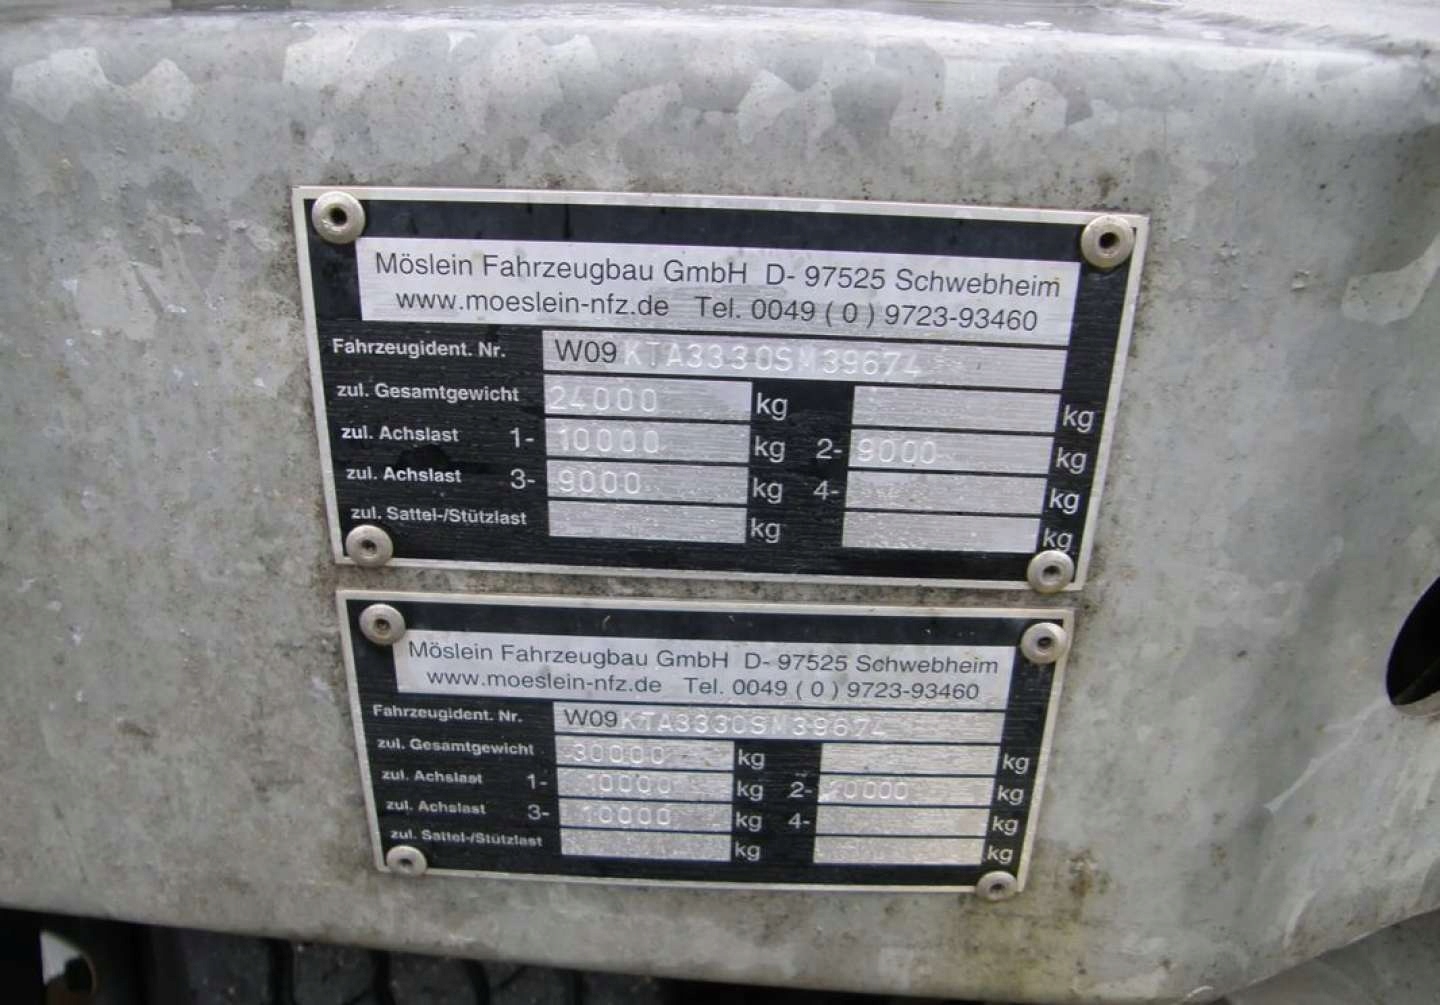 Möslein Fahrzeugbau GmbH D- 97525 Schwebheim
www.moeslein-nfz.de Tel. 0049 ( 0 ) 9723-93460
Fahrzeugident. Nr. W09 KTA3330SM39674
zul. Gesamtgewicht 24000 kg kg
zul. Achslast 1- 10000 kg 2- 9000 kg
zul. Achslast 3- 9000 kg 4- kg
zul. Sattel-/Stützlast kg kg
Möslein Fahrzeugbau GmbH D- 97525 Schwebheim
www.moeslein-nfz.de Tel. 0049 ( 0 ) 9723-93460
Fahrzeugident. Nr. W09 KTA3330SM39674
zul. Gesamtgewicht 30000 kg kg
zul. Achslast 1- 10000 kg 2- 10000 kg
zul. Achslast 3- 10000 kg 4- kg
zul. Sattel-/Stützlast kg kg